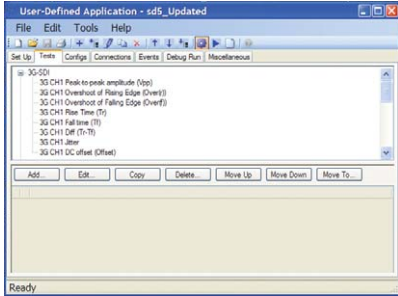 User-Defined Application - sd5_Updated
File Edit Tools Help
Set Up Tests Configs Connections Events Debug Run Miscellaneous
3G-SDI
3G CH1 Peak-to-peak amplitude (Vpp)
3G CH1 Overshoot of Rising Edge (Over(r))
3G CH1 Overshoot of Falling Edge (Over(f))
3G CH1 Rise Time (Tr)
3G CH1 Fall time (Tf)
3G CH1 Diff (Tr-Tf)
3G CH1 Jitter
3G CH1 DC offset (Offset)
Add... Edit... Copy Delete... Move Up Move Down Move To...
Ready